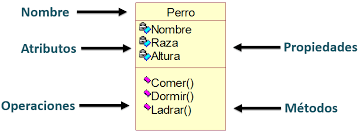 Nombre
Perro
Atributos
Nombre
Raza
Altura
Propiedades
Operaciones
Comer()
Dormir()
Ladrar()
Métodos